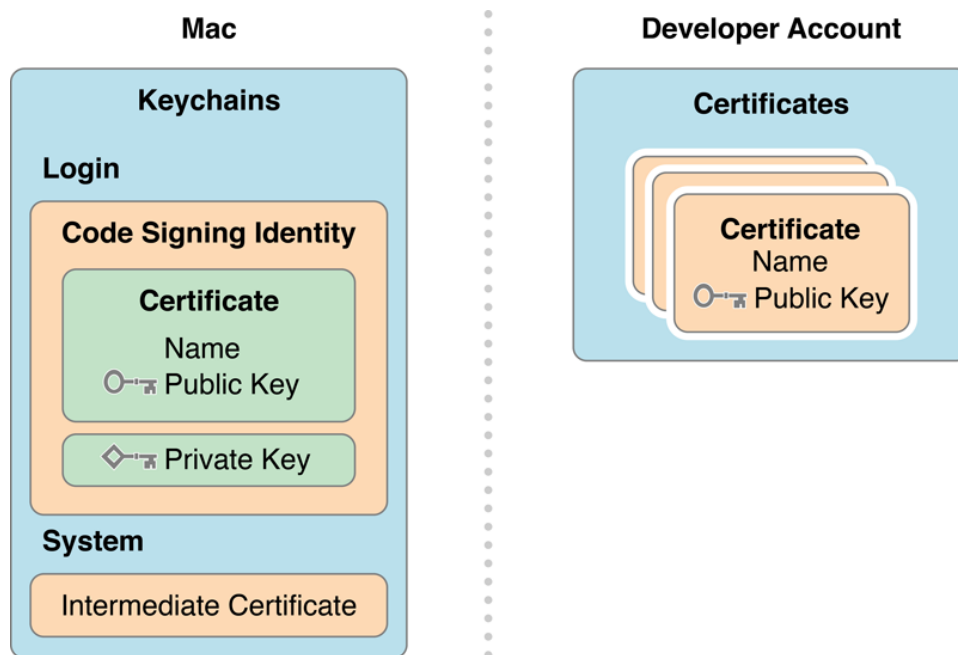 Mac
Keychains
Login
Code Signing Identity
Certificate
Name
Public Key
Private Key
System
Intermediate Certificate
Developer Account
Certificates
Certificate
Name
Public Key